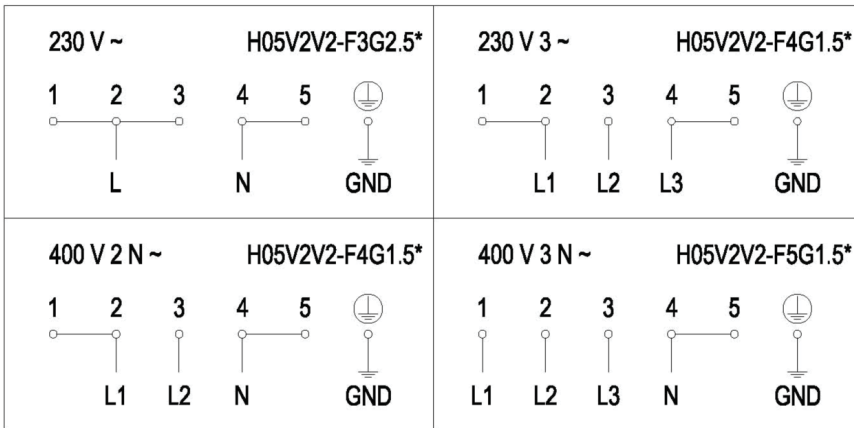 230 V ~ H05V2V2-F3G2.5*
1 2 3 4 5
L N GND
230 V 3 ~ H05V2V2-F4G1.5*
1 2 3 4 5
L1 L2 L3 GND
400 V 2 N ~ H05V2V2-F4G1.5*
1 2 3 4 5
L1 L2 N GND
400 V 3 N ~ H05V2V2-F5G1.5*
1 2 3 4 5
L1 L2 L3 N GND